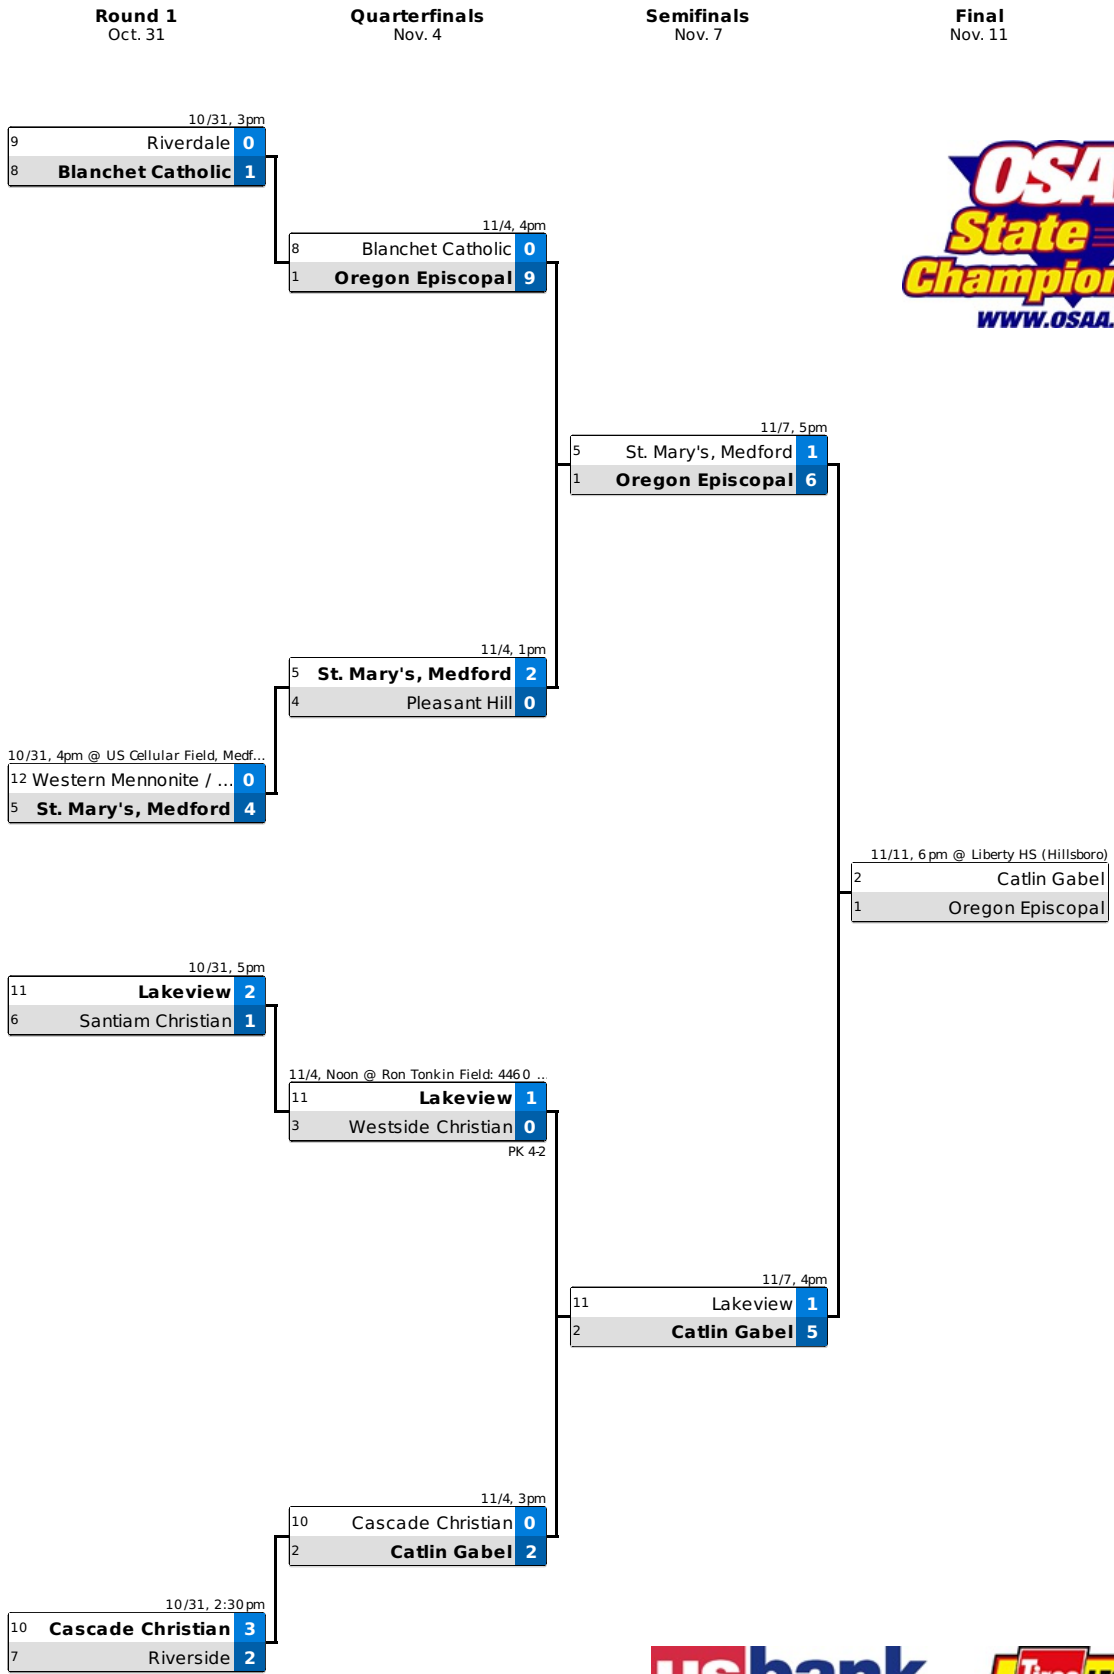 Round 1
Oct. 31
Quarterfinals
Nov. 4
Semifinals
Nov. 7
Final
Nov. 11
10/31, 3pm
9 Riverdale 0
8 Blanchet Catholic 1
OSA
State
Champion
www.OSAA.
11/4, 4pm
8 Blanchet Catholic 0
1 Oregon Episcopal 9
11/7, 5pm
5 St. Mary's, Medford 1
1 Oregon Episcopal 6
11/4, 1pm
5 St. Mary's, Medford 2
4 Pleasant Hill 0
10/31, 4pm @ US Cellular Field, Medf...
12 Western Mennonite / ... 0
5 St. Mary's, Medford 4
11/11, 6pm @ Liberty HS (Hillsboro)
2 Catlin Gabel
1 Oregon Episcopal
10/31, 5pm
11 Lakeview 2
6 Santiam Christian 1
11/4, Noon @ Ron Tonkin Field: 4460 ...
11 Lakeview 1
3 Westside Christian 0
PK 4-2
11/7, 4pm
11 Lakeview 1
2 Catlin Gabel 5
11/4, 3pm
10 Cascade Christian 0
2 Catlin Gabel 2
10/31, 2:30pm
10 Cascade Christian 3
7 Riverside 2
usbank